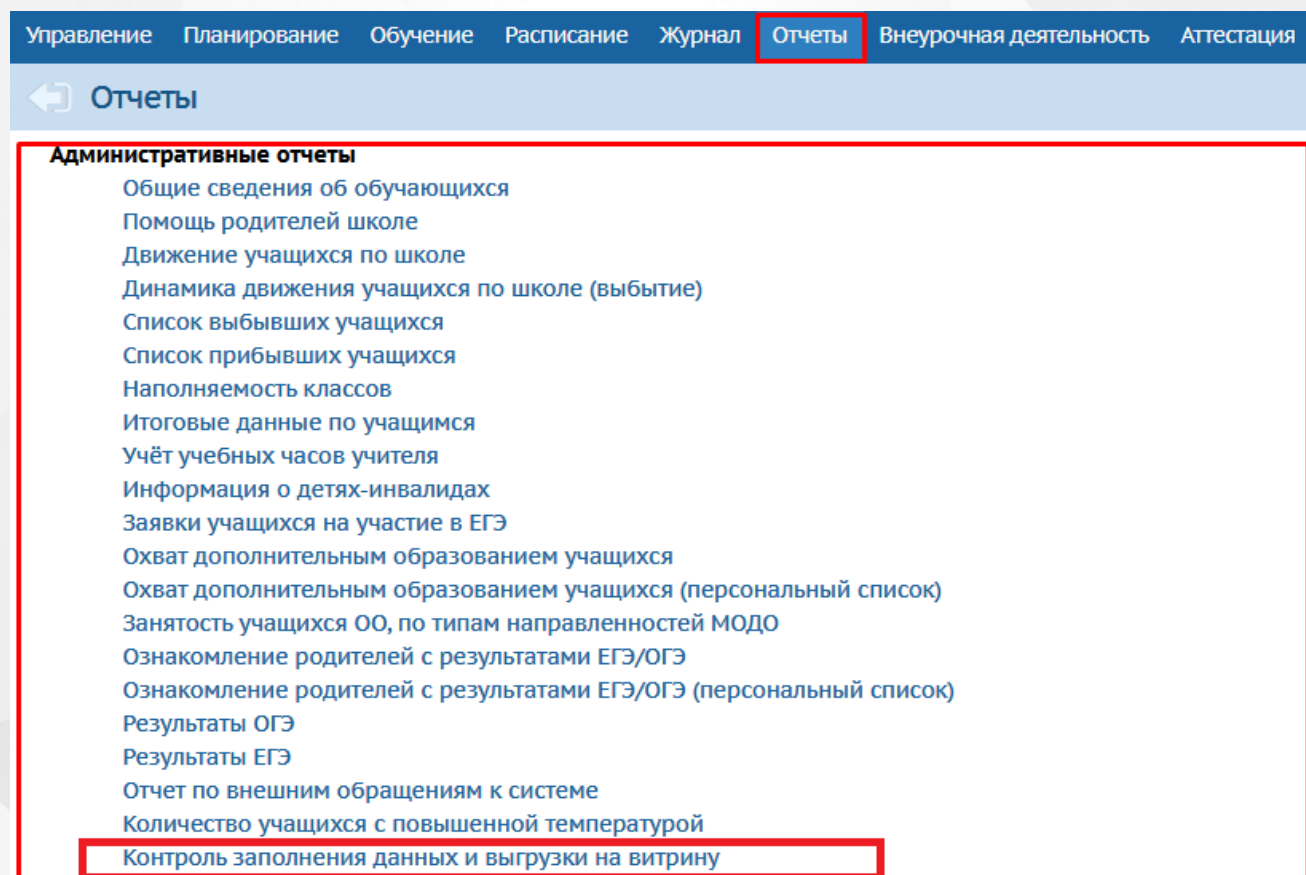 Управление Планирование Обучение Расписание Журнал Отчеты Внеурочная деятельность Аттестация
Отчеты
Административные отчеты
Общие сведения об обучающихся
Помощь родителей школе
Движение учащихся по школе
Динамика движения учащихся по школе (выбытие)
Список выбывших учащихся
Список прибывших учащихся
Наполняемость классов
Итоговые данные по учащимся
Учёт учебных часов учителя
Информация о детях-инвалидах
Заявки учащихся на участие в ЕГЭ
Охват дополнительным образованием учащихся
Охват дополнительным образованием учащихся (персональный список)
Занятость учащихся ОО, по типам направленностей МОДО
Ознакомление родителей с результатами ЕГЭ/ОГЭ
Ознакомление родителей с результатами ЕГЭ/ОГЭ (персональный список)
Результаты ОГЭ
Результаты ЕГЭ
Отчет по внешним обращениям к системе
Количество учащихся с повышенной температурой
Контроль заполнения данных и выгрузки на витрину